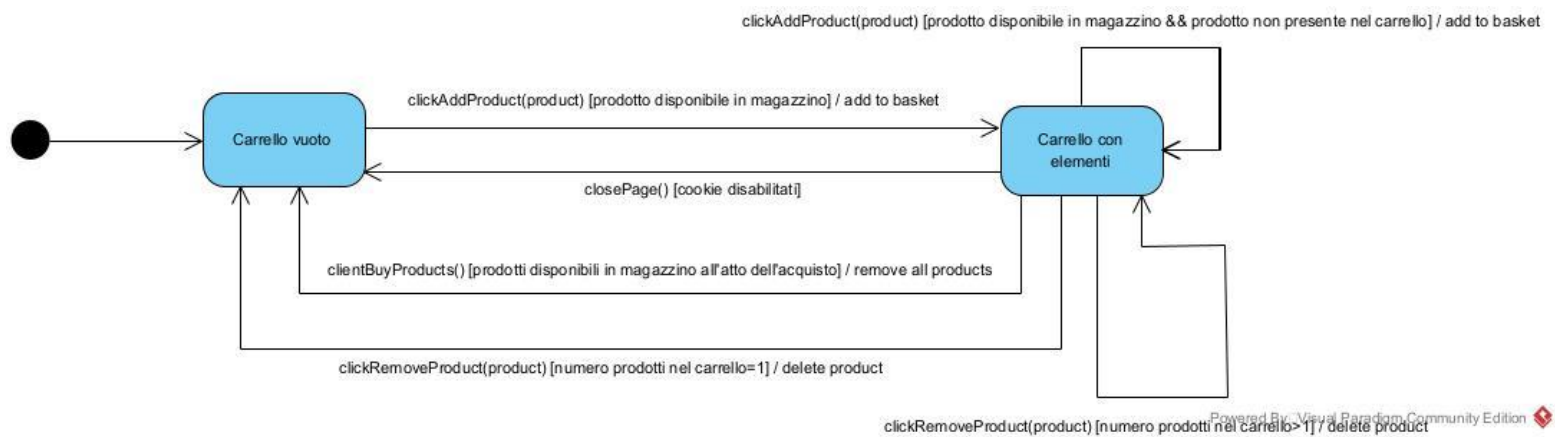 clickAddProduct(product) [prodotto disponibile in magazzino && prodotto non presente nel carrello] / add to basket
clickAddProduct(product) [prodotto disponibile in magazzino] / add to basket
Carrello vuoto
Carrello con
elementi
closePage() [cookie disabilitati]
clientBuyProducts() [prodotti disponibili in magazzino all'atto dell'acquisto] / remove all products
clickRemoveProduct(product) [numero prodotti nel carrello=1] / delete product
Powered By Visual Paradigm Community Edition
clickRemoveProduct(product) [numero prodotti nel carrello>1] / delete product